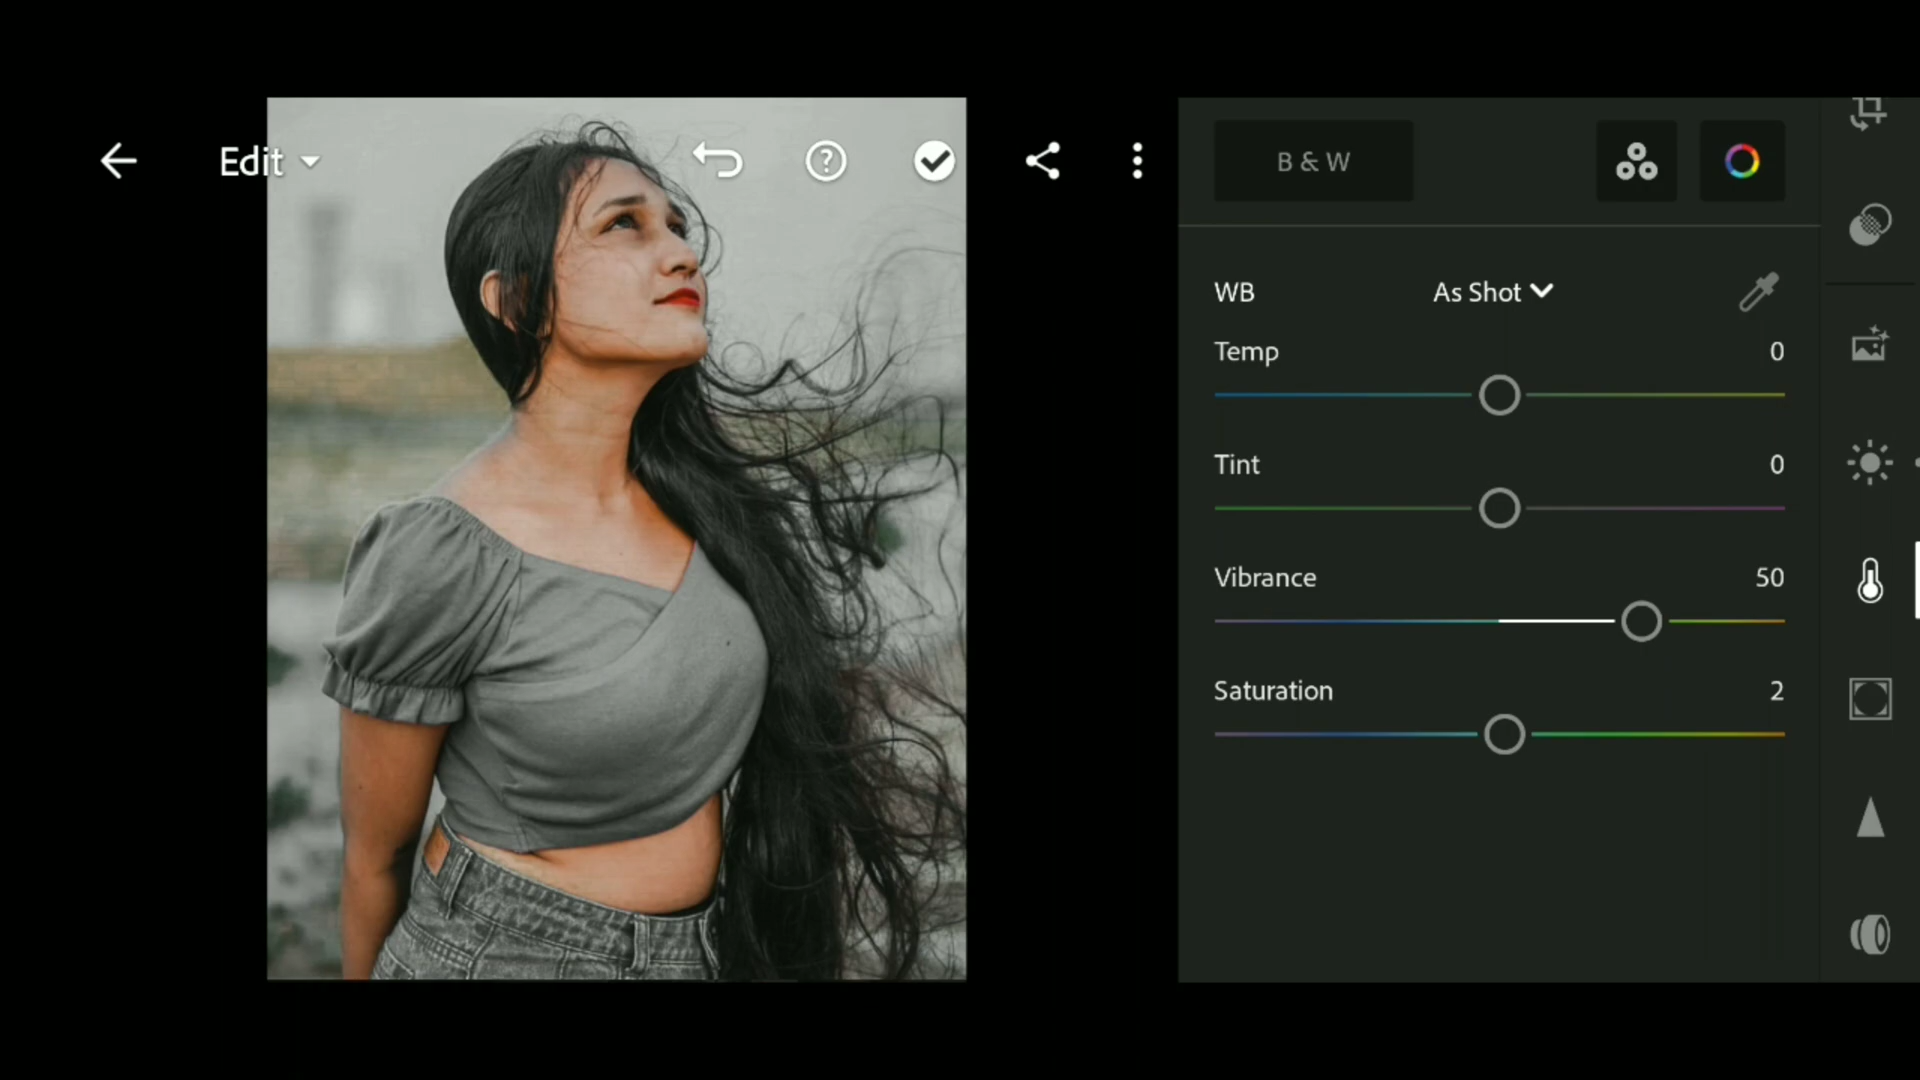 Edit
B & W
WB As Shot
Temp 0
Tint 0
Vibrance 50
Saturation 2